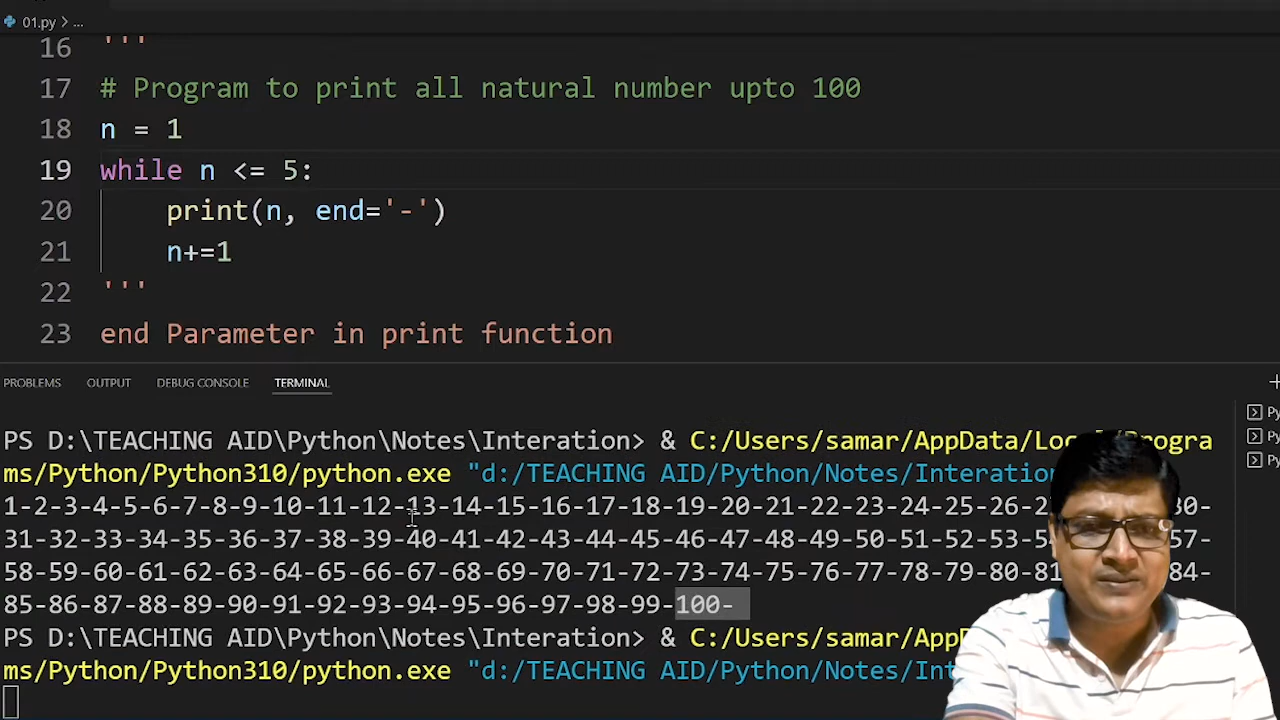 01.py > ...
16 '''
17 # Program to print all natural number upto 100
18 n = 1
19 while n <= 5:
20 print(n, end='-')
21 n+=1
22 '''
23 end Parameter in print function
PROBLEMS OUTPUT DEBUG CONSOLE TERMINAL
PS D:\TEACHING AID\Python\Notes\Interation> & C:/Users/samar/AppData/Local/Progra
ms/Python/Python310/python.exe "d:/TEACHING AID/Python/Notes/Interation
1-2-3-4-5-6-7-8-9-10-11-12-13-14-15-16-17-18-19-20-21-22-23-24-25-26-2 30-
31-32-33-34-35-36-37-38-39-40-41-42-43-44-45-46-47-48-49-50-51-52-53-5 57-
58-59-60-61-62-63-64-65-66-67-68-69-70-71-72-73-74-75-76-77-78-79-80-81 84-
85-86-87-88-89-90-91-92-93-94-95-96-97-98-99-100-
PS D:\TEACHING AID\Python\Notes\Interation> & C:/Users/samar/App
ms/Python/Python310/python.exe "d:/TEACHING AID/Python/Notes/Int
Py
Py
Py